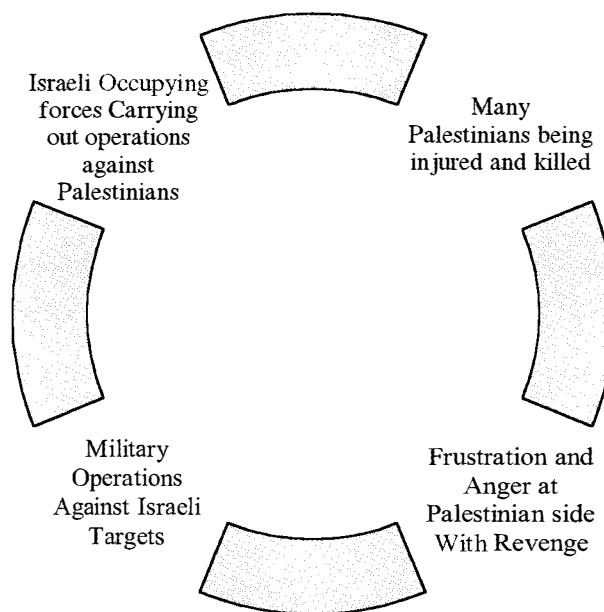 Israeli Occupying
forces Carrying
out operations
against
Palestinians
Many
Palestinians being
injured and killed
Military
Operations
Against Israeli
Targets
Frustration and
Anger at
Palestinian side
With Revenge